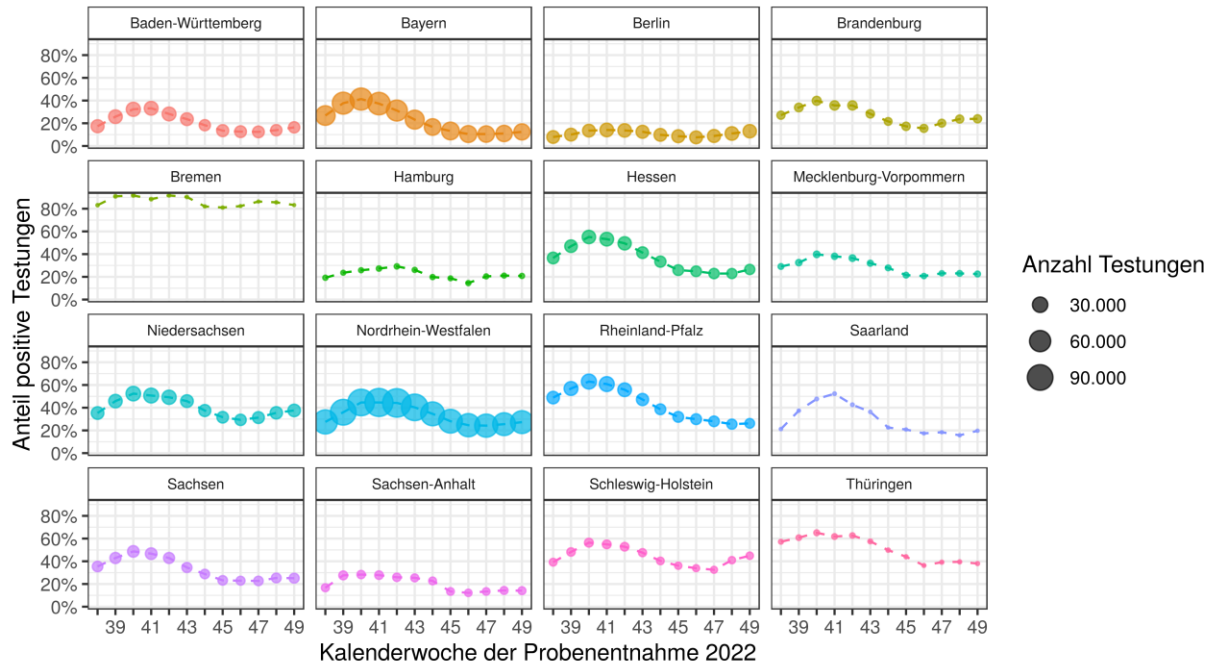 Baden-Württemberg
Bayern
Berlin
Brandenburg
80%
60%
40%
20%
0%
Bremen
Hamburg
Hessen
Mecklenburg-Vorpommern
80%
60%
40%
20%
0%
Niedersachsen
Nordrhein-Westfalen
Rheinland-Pfalz
Saarland
80%
60%
40%
20%
0%
Sachsen
Sachsen-Anhalt
Schleswig-Holstein
Thüringen
80%
60%
40%
20%
0%
39 41 43 45 47 49 39 41 43 45 47 49 39 41 43 45 47 49 39 41 43 45 47 49
Kalenderwoche der Probenentnahme 2022
Anteil positive Testungen
Anzahl Testungen
30.000
60.000
90.000